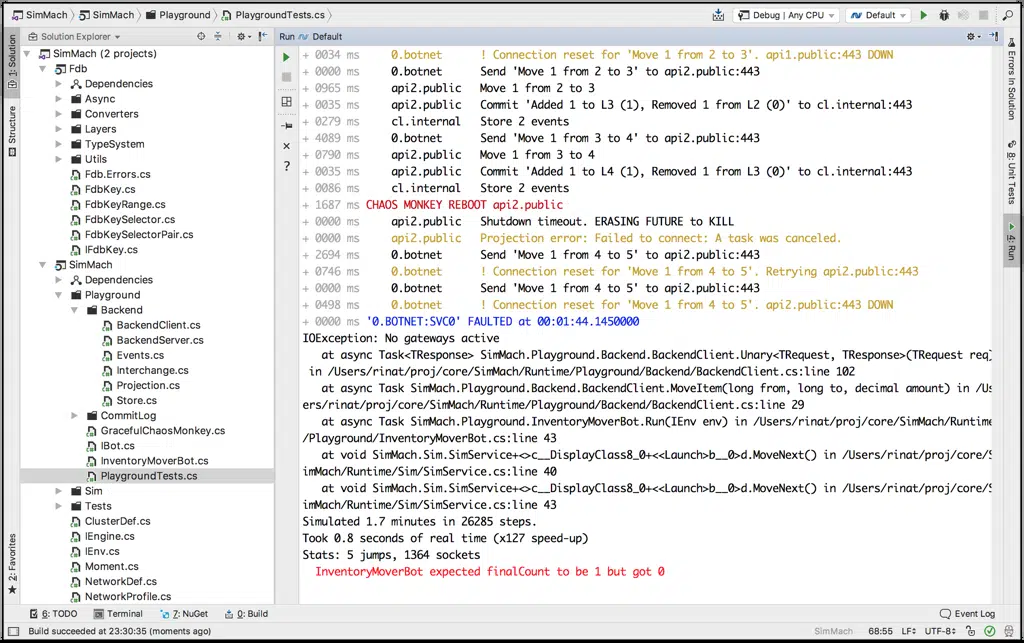 SimMach SimMach Playground PlaygroundTests.cs Debug | Any CPU Default
Solution Explorer
1: Solution
Structure
2: Favorites
SimMach (2 projects)
Fdb
Dependencies
Async
Converters
Layers
TypeSystem
Utils
Fdb.Errors.cs
FdbKey.cs
FdbKeyRange.cs
FdbKeySelector.cs
FdbKeySelectorPair.cs
IFdbKey.cs
SimMach
Dependencies
Playground
Backend
BackendClient.cs
BackendServer.cs
Events.cs
Interchange.cs
Projection.cs
Store.cs
CommitLog
GracefulChaosMonkey.cs
IBot.cs
InventoryMoverBot.cs
PlaygroundTests.cs
Sim
Tests
ClusterDef.cs
IEngine.cs
IEnv.cs
Moment.cs
NetworkDef.cs
NetworkProfile.cs
Run Default
+ 0034 ms 0.botnet ! Connection reset for 'Move 1 from 2 to 3'. api1.public:443 DOWN
+ 0000 ms 0.botnet Send 'Move 1 from 2 to 3' to api2.public:443
+ 0965 ms api2.public Move 1 from 2 to 3
+ 0035 ms api2.public Commit 'Added 1 to L3 (1), Removed 1 from L2 (0)' to cl.internal:443
+ 0279 ms cl.internal Store 2 events
+ 4089 ms 0.botnet Send 'Move 1 from 3 to 4' to api2.public:443
+ 0790 ms api2.public Move 1 from 3 to 4
+ 0035 ms api2.public Commit 'Added 1 to L4 (1), Removed 1 from L3 (0)' to cl.internal:443
+ 0086 ms cl.internal Store 2 events
+ 1687 ms CHAOS MONKEY REBOOT api2.public
+ 0000 ms api2.public Shutdown timeout. ERASING FUTURE to KILL
+ 0000 ms api2.public Projection error: Failed to connect: A task was canceled.
+ 2694 ms 0.botnet Send 'Move 1 from 4 to 5' to api2.public:443
+ 0746 ms 0.botnet ! Connection reset for 'Move 1 from 4 to 5'. Retrying api2.public:443
+ 0000 ms 0.botnet Send 'Move 1 from 4 to 5' to api2.public:443
+ 0498 ms 0.botnet ! Connection reset for 'Move 1 from 4 to 5'. api2.public:443 DOWN
+ 0000 ms '0.BOTNET:SVC0' FAULTED at 00:01:44.1450000
IOException: No gateways active
at async Task<TResponse> SimMach.Playground.Backend.BackendClient.Unary<TRequest, TResponse>(TRequest req)
in /Users/rinat/proj/core/SimMach/Runtime/Playground/Backend/BackendClient.cs:line 102
at async Task SimMach.Playground.Backend.BackendClient.MoveItem(long from, long to, decimal amount) in /Us
ers/rinat/proj/core/SimMach/Runtime/Playground/Backend/BackendClient.cs:line 29
at async Task SimMach.Playground.InventoryMoverBot.Run(IEnv env) in /Users/rinat/proj/core/SimMach/Runtime
/Playground/InventoryMoverBot.cs:line 43
at void SimMach.Sim.SimService+<>c__DisplayClass8_0+<<Launch>b__0>d.MoveNext() in /Users/rinat/proj/core/S
imMach/Runtime/Sim/SimService.cs:line 40
at void SimMach.Sim.SimService+<>c__DisplayClass8_0+<<Launch>b__0>d.MoveNext() in /Users/rinat/proj/core/S
imMach/Runtime/Sim/SimService.cs:line 43
Simulated 1.7 minutes in 26285 steps.
Took 0.8 seconds of real time (x127 speed-up)
Stats: 5 jumps, 1364 sockets
InventoryMoverBot expected finalCount to be 1 but got 0
Errors In Solution
8: Unit Tests
4: Run
6: TODO Terminal 7: NuGet 0: Build Event Log
Build succeeded at 23:30:35 (moments ago) SimMach 68:55 LF UTF-8